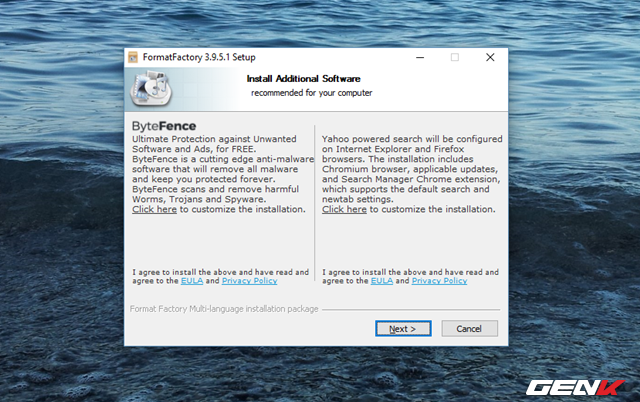 FormatFactory 3.9.5.1 Setup
Install Additional Software
recommended for your computer
ByteFence
Ultimate Protection against Unwanted
Software and Ads, for FREE.
ByteFence is a cutting edge anti-malware
software that will remove all malware
and keep you protected forever.
ByteFence scans and remove harmful
Worms, Trojans and Spyware.
Click here to customize the installation.
I agree to install the above and have read and
agree to the EULA and Privacy Policy
Yahoo powered search will be configured
on Internet Explorer and Firefox
browsers. The installation includes
Chromium browser, applicable updates,
and Search Manager Chrome extension,
which supports the default search and
newtab settings.
Click here to customize the installation.
I agree to install the above and have read and
agree to the EULA and Privacy Policy
Format Factory Multi-language installation package
Next >
Cancel
GENK